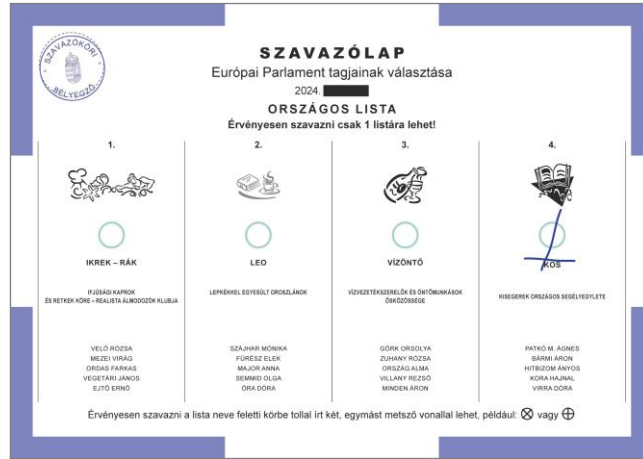 SZAVAZÓKÖRI
BÉLYEGZŐ
SZAVAZÓLAP
Európai Parlament tagjainak választása
2024.
ORSZÁGOS LISTA
Érvényesen szavazni csak 1 listára lehet!
1.
IKREK – RÁK
IFJÚSÁGI KAPROK
ÉS RETKEK KÖRE – REALISTA ÁLMODOZÓK KLUBJA
VELŐ RÓZSA
MEZEI VIRÁG
ORDAS FARKAS
VEGETÁRI JÁNOS
EJTŐ ERNŐ
2.
LEO
LEPKÉKKEL EGYESÜLT OROSZLÁNOK
SZAJHAR MÓNIKA
FŰRÉSZ ELEK
MAJOR ANNA
SEMMID OLGA
ÓRA DÓRA
3.
VÍZÖNTŐ
VÍZVEZETÉKSZERELŐK ÉS ÖNTŐMUNKÁSOK
ŐSKÖZÖSSÉGE
GÖRK ORSOLYA
ZUHANY RÓZSA
ORSZÁG ALMA
VILLANY REZSŐ
MINDEN ÁRON
4.
KOS
KISEGEREK ORSZÁGOS SEGÉLYEGYLETE
PATKÓ M. ÁGNES
BÁRMI ÁRON
HITBIZOM ÁNYOS
KORA HAJNAL
VIRRA DÓRA
Érvényesen szavazni a lista neve feletti körbe tollal írt két, egymást metsző vonallal lehet, például: vagy